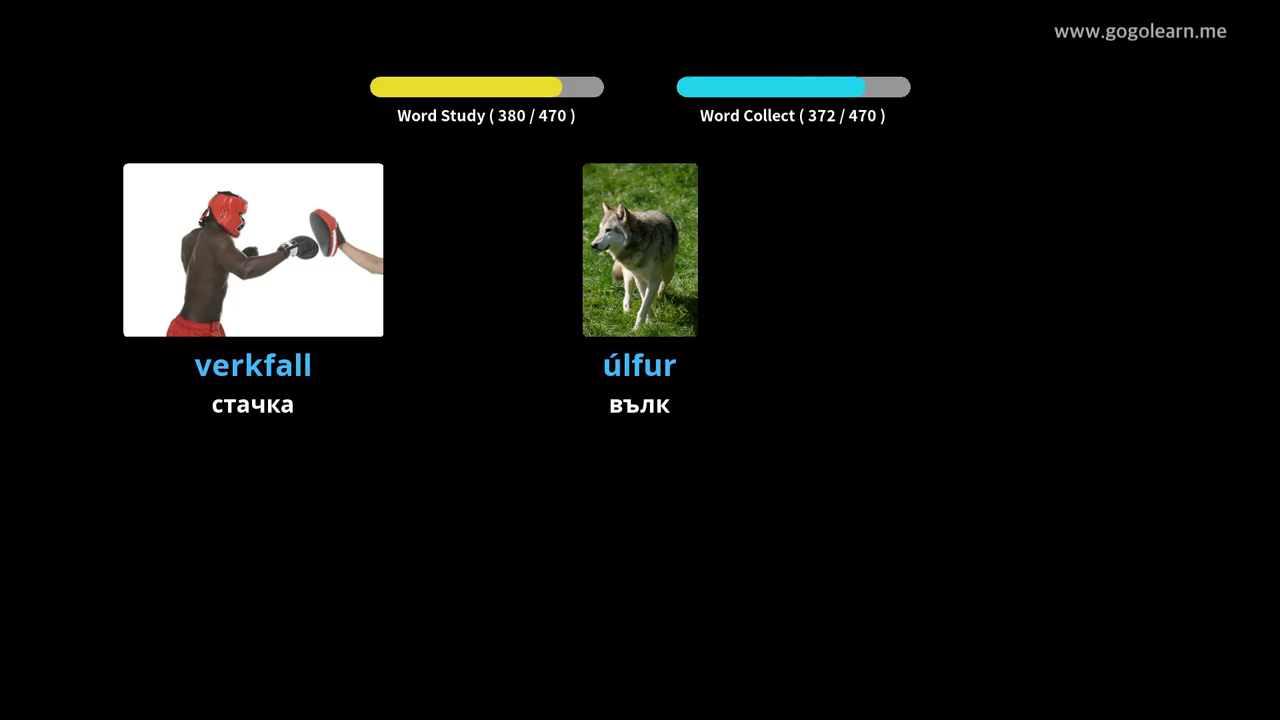 www.gogolearn.me
Word Study ( 380 / 470 )
Word Collect ( 372 / 470 )
verkfall
стачка
úlfur
вълк